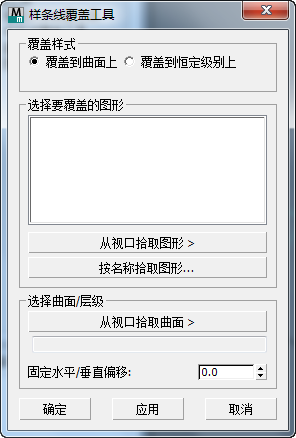 样条线覆盖工具
覆盖样式
覆盖到曲面上 覆盖到恒定级别上
选择要覆盖的图形
从视口拾取图形 >
按名称拾取图形...
选择曲面/层级
从视口拾取曲面 >
固定水平/垂直偏移: 0.0
确定 应用 取消